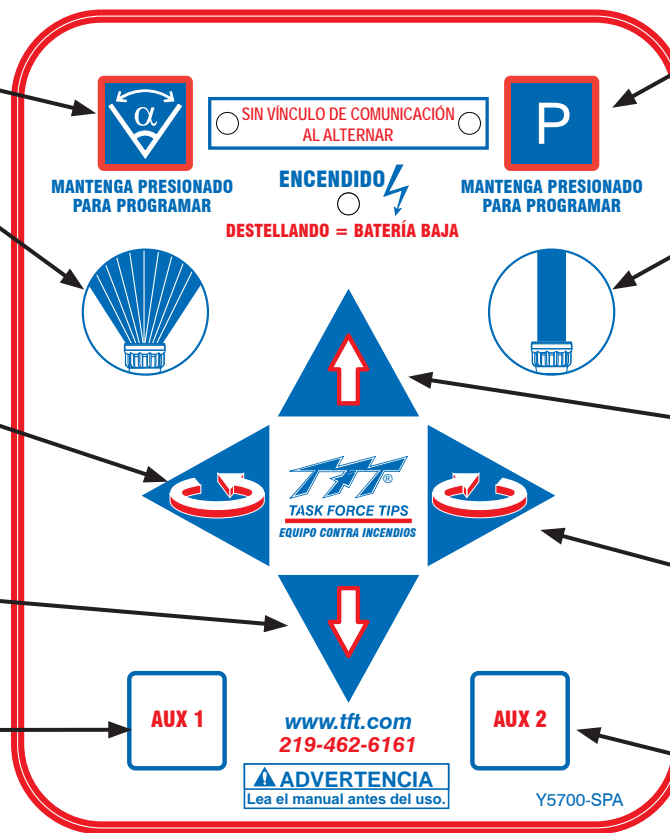 α
SIN VÍNCULO DE COMUNICACIÓN
AL ALTERNAR
P
MANTENGA PRESIONADO
PARA PROGRAMAR
ENCENDIDO
DESTELLANDO = BATERÍA BAJA
MANTENGA PRESIONADO
PARA PROGRAMAR
TFT®
TASK FORCE TIPS
EQUIPO CONTRA INCENDIOS
AUX 1
www.tft.com
219-462-6161
AUX 2
ADVERTENCIA
Lea el manual antes del uso.
Y5700-SPA